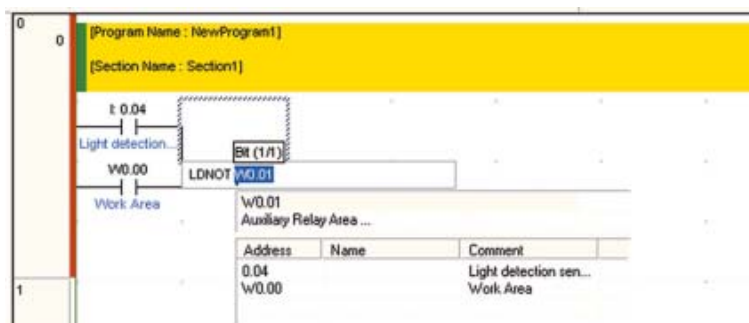 0
0
[Program Name : NewProgram1]
[Section Name : Section1]
I: 0.04
Light detection...
Bit (1/1)
W0.00
LDNOT W0.01
Work Area
W0.01
Auxiliary Relay Area ...
Address Name Comment
0.04 Light detection sen...
W0.00 Work Area
1